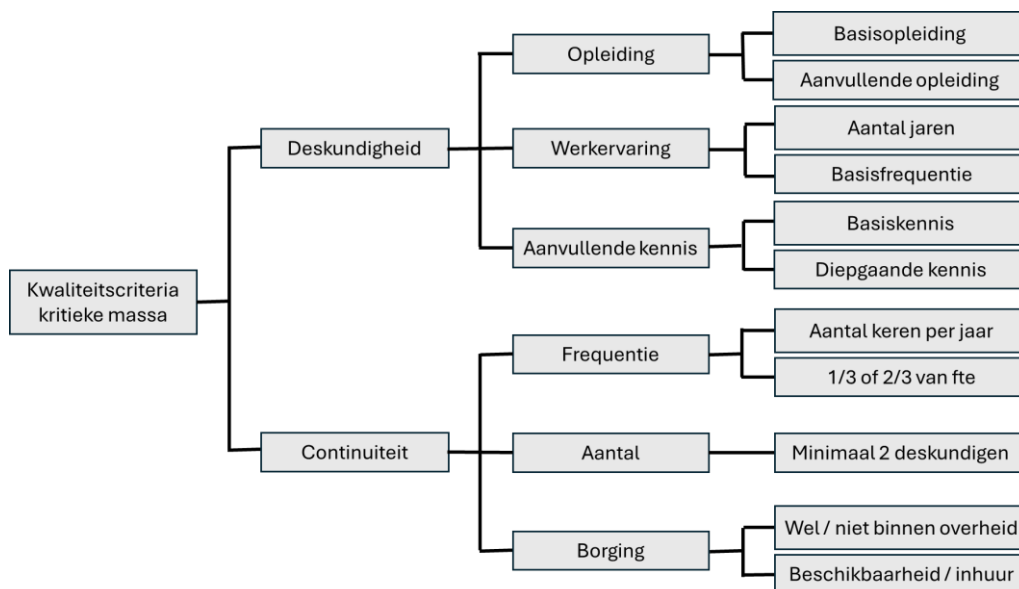 Kwaliteitscriteria
kritieke massa
Deskundigheid
Opleiding
Basisopleiding
Aanvullende opleiding
Werkervaring
Aantal jaren
Basisfrequentie
Aanvullende kennis
Basiskennis
Diepgaande kennis
Continuiteit
Frequentie
Aantal keren per jaar
1/3 of 2/3 van fte
Aantal
Minimaal 2 deskundigen
Borging
Wel / niet binnen overheid
Beschikbaarheid / inhuur